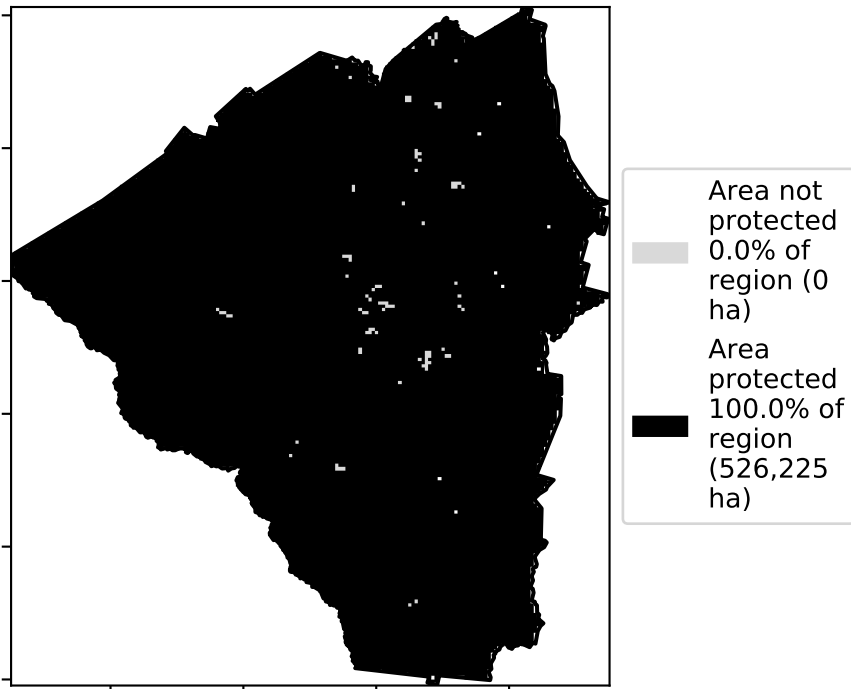 Area not
protected
0.0% of
region (0
ha)
Area
protected
100.0% of
region
(526,225
ha)